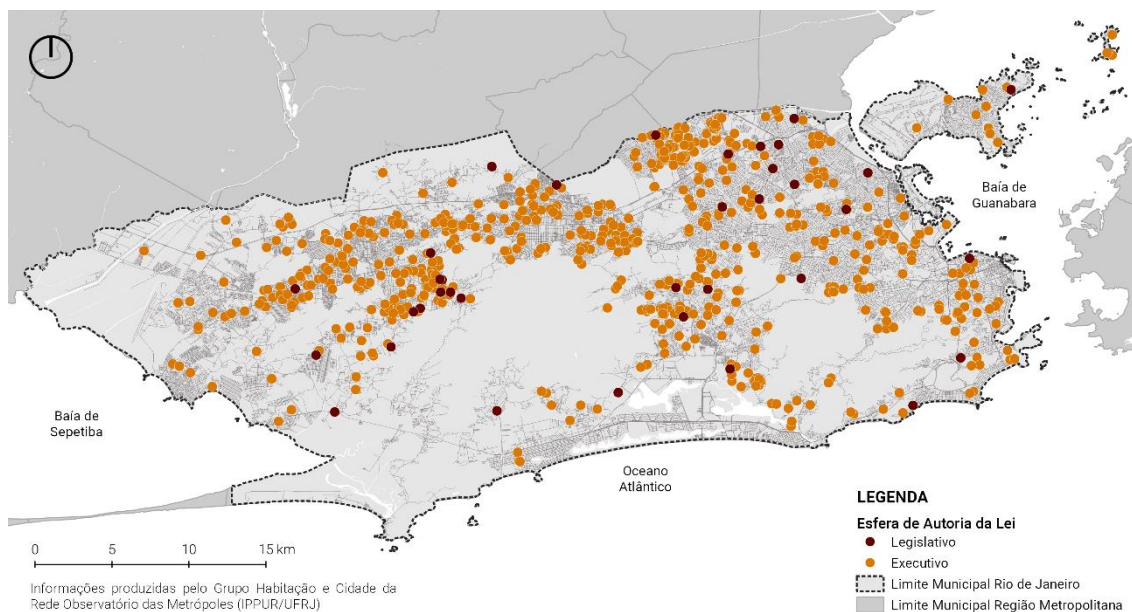 Baía de
Guanabara
Baía de
Sepetiba
Oceano
Atlântico
LEGENDA
Esfera de Autoria da Lei
Legislativo
Executivo
Limite Municipal Rio de Janeiro
Limite Municipal Região Metropolitana
0 5 10 15 km
Informações produzidas pelo Grupo Habitação e Cidade da
Rede Observatório das Metrópoles (IPPUR/UFRJ)